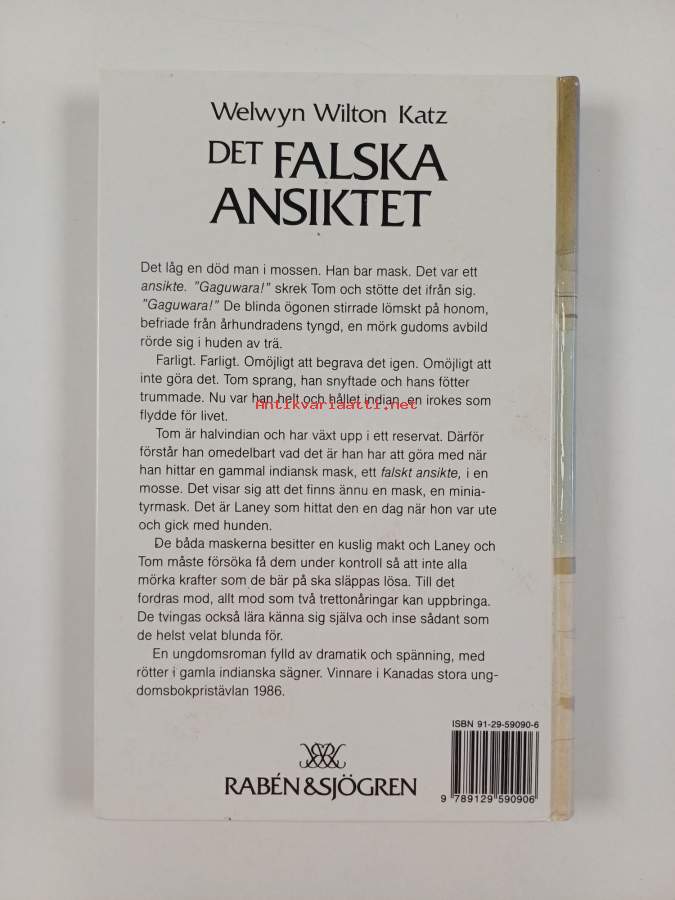 Welwyn Wilton Katz
DET FALSKA
ANSIKTET
Det låg en död man i mossen. Han bar mask. Det var ett
ansikte. "Gaguwara!" skrek Tom och stötte det ifrån sig.
"Gaguwara!" De blinda ögonen stirrade lömskt på honom,
befriade från århundradens tyngd, en mörk gudoms avbild
rörde sig i huden av trä.
Farligt. Farligt. Omöjligt att begrava det igen. Omöjligt att
inte göra det. Tom sprang, han snyftade och hans fötter
trummade. Nu var han helt och hållet indian, en irokes som
Antikvariaatti.net
flydde för livet.
Tom är halvindian och har växt upp i ett reservat. Därför
förstår han omedelbart vad det är han har att göra med när
han hittar en gammal indiansk mask, ett falskt ansikte, i en
mosse. Det visar sig att det finns ännu en mask, en minia-
tyrmask. Det är Laney som hittat den en dag när hon var ute
och gick med hunden.
De båda maskerna besitter en kuslig makt och Laney och
Tom måste försöka få dem under kontroll så att inte alla
mörka krafter som de bär på ska släppas lösa. Till det
fordras mod, allt mod som två trettonåringar kan uppbringa.
De tvingas också lära känna sig själva och inse sådant som
de helst velat blunda för.
En ungdomsroman fylld av dramatik och spänning, med
rötter i gamla indianska sägner. Vinnare i Kanadas stora ung-
domsbokpristävlan 1986.
ISBN 91-29-59090-6
RABÉN&SJÖGREN
9 789129 590906